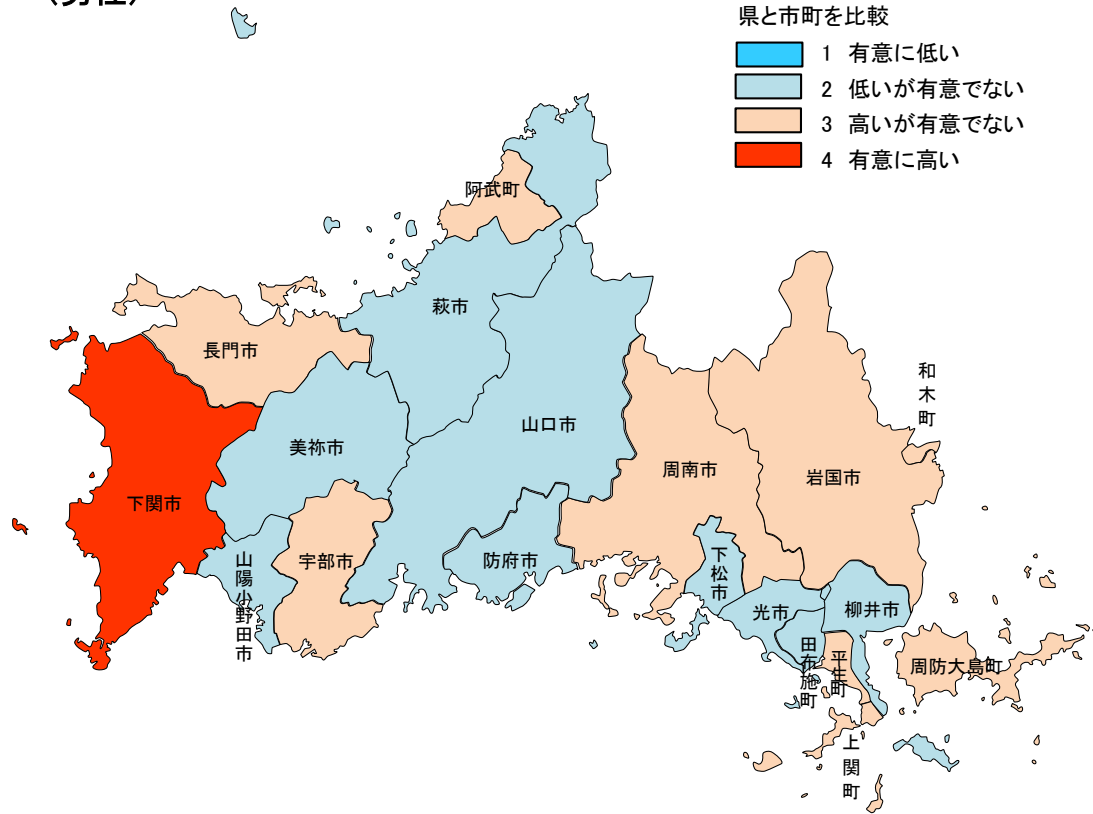 （男性）
県と市町を比較
1 有意に低い
2 低いが有意でない
3 高いが有意でない
4 有意に高い
阿武町
萩市
長門市
和木町
山口市
美祢市
周南市
岩国市
下関市
宇部市
防府市
山陽小野田市
下松市
光市
柳井市
田布施町
平生町
周防大島町
上関町